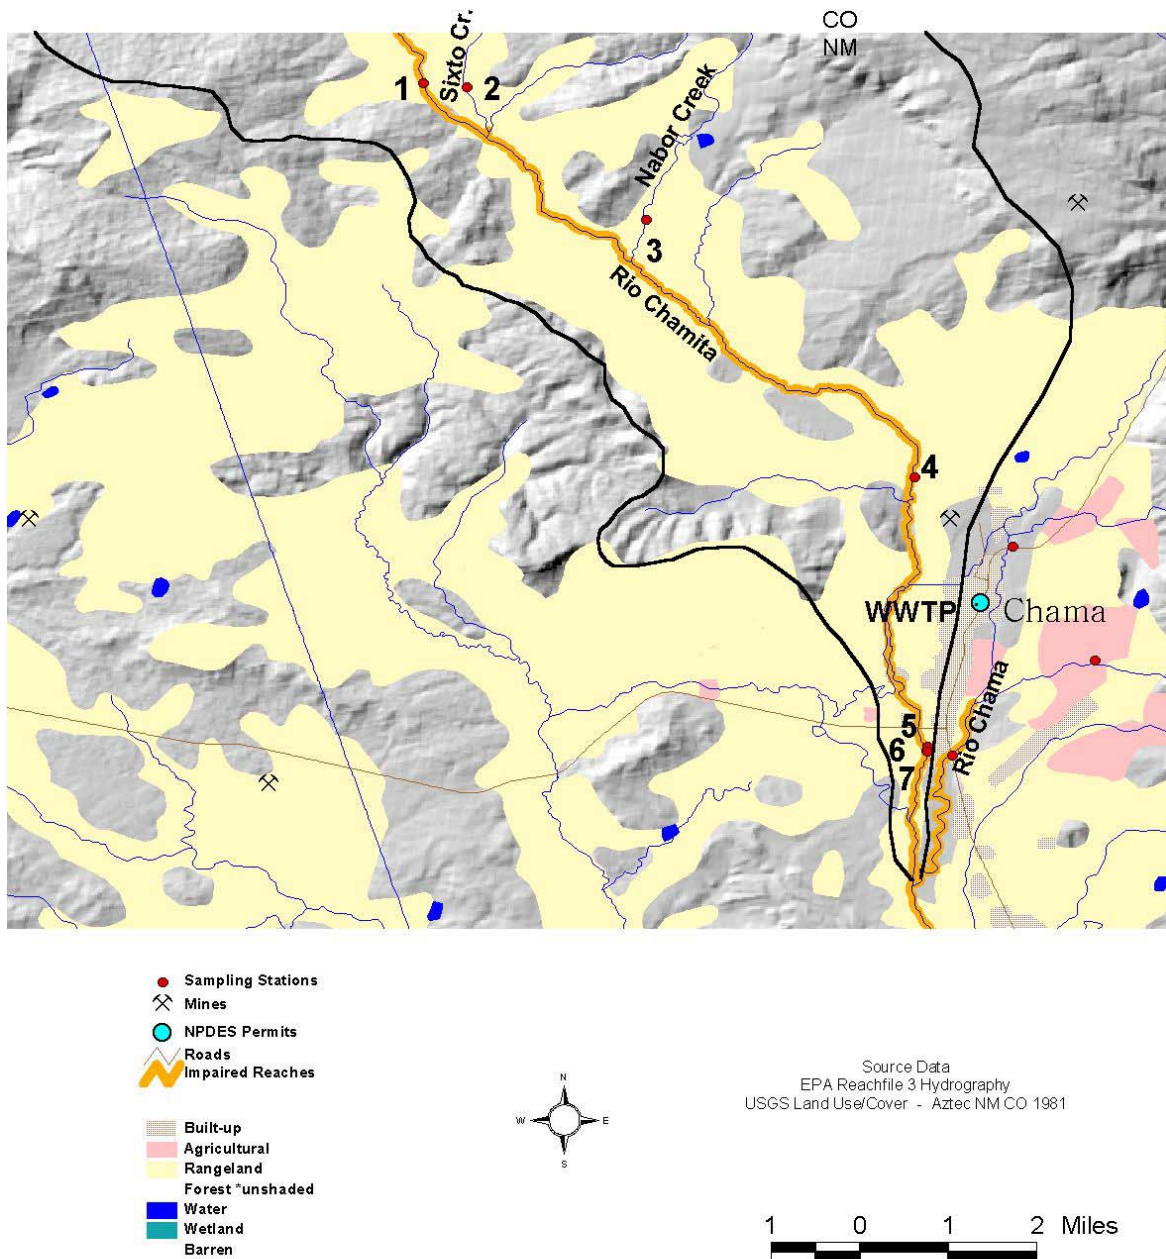 CO
NM
1
Sixto Cr.
2
Nabor Creek
3
Rio Chamita
4
WWTP
Chama
5
6
7
Rio Chama
Sampling Stations
Mines
NPDES Permits
Roads
Impaired Reaches
Built-up
Agricultural
Rangeland
Forest *unshaded
Water
Wetland
Barren
N
W
E
S
Source Data
EPA Reachfile 3 Hydrography
USGS Land Use/Cover - Aztec NM CO 1981
1 0 1 2 Miles